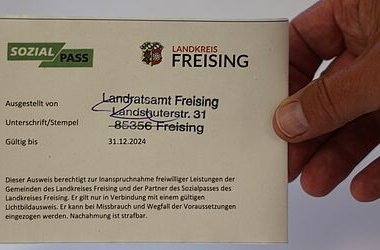 SOZIAL
PASS
LANDKREIS
FREISING
Ausgestellt von
Landratsamt Freising
Landshuterstr. 31
Unterschrift/Stempel
85356 Freising
Gültig bis
31.12.2024
Dieser Ausweis berechtigt zur Inanspruchnahme freiwilliger Leistungen der
Gemeinden des Landkreises Freising und der Partner des Sozialpasses des
Landkreises Freising. Er gilt nur in Verbindung mit einem gültigen
Lichtbildausweis. Er kann bei Missbrauch und Wegfall der Voraussetzungen
eingezogen werden. Nachahmung ist strafbar.